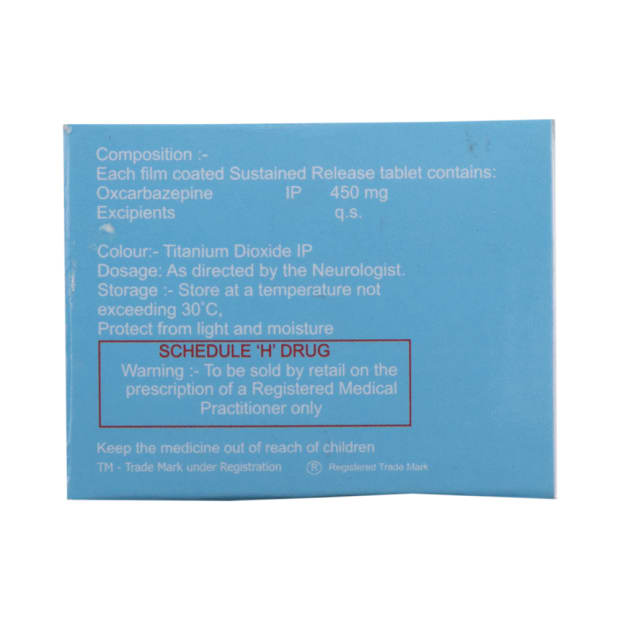 Composition :-
Each film coated Sustained Release tablet contains:
Oxcarbazepine IP 450 mg
Excipients q.s.
Colour:- Titanium Dioxide IP
Dosage: As directed by the Neurologist.
Storage :- Store at a temperature not
exceeding 30°C,
Protect from light and moisture
SCHEDULE 'H' DRUG
Warning :- To be sold by retail on the
prescription of a Registered Medical
Practitioner only
Keep the medicine out of reach of children
TM - Trade Mark under Registration ® Registered Trade Mark